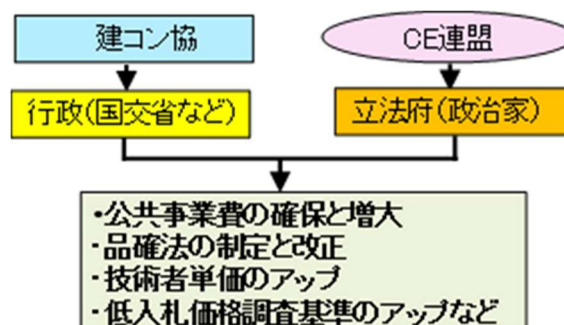 建コン協
CE連盟
行政(国交省など)
立法府(政治家)
・公共事業費の確保と増大
・品確法の制定と改正
・技術者単価のアップ
・低入札価格調査基準のアップなど